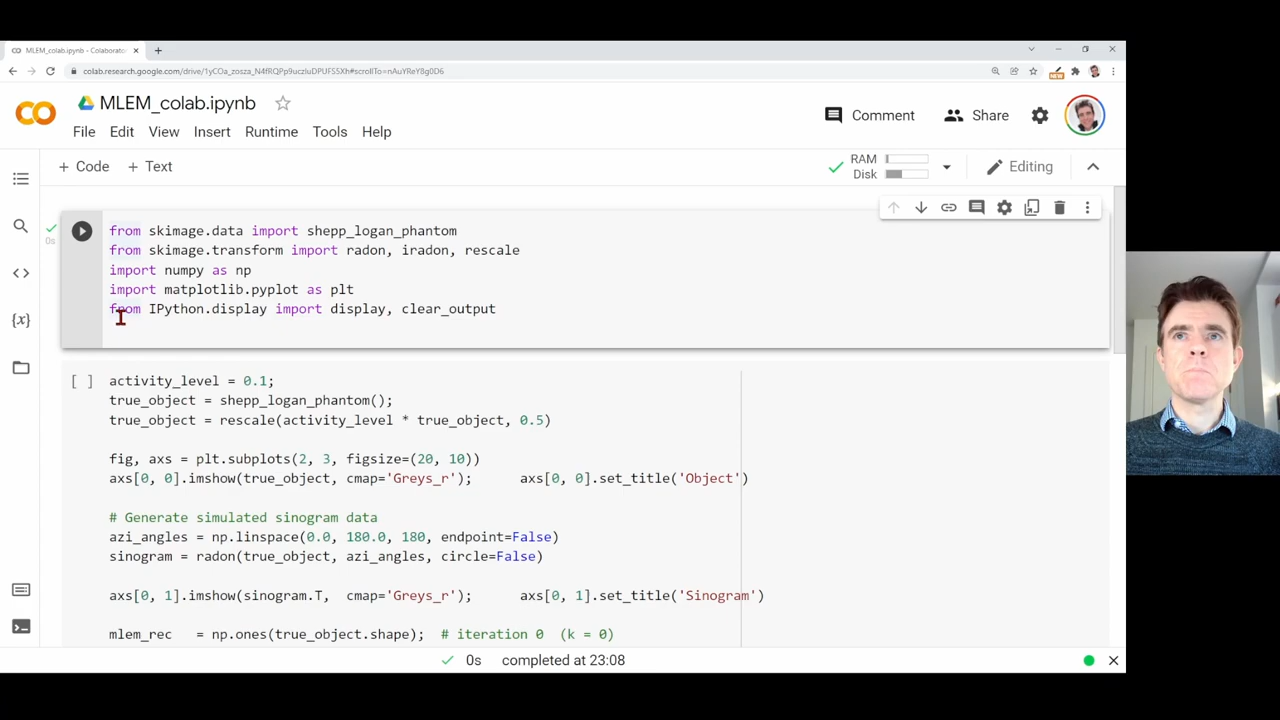 MLEM_colab.ipynb - Colaborato
colab.research.google.com/drive/1yCOa_zosza_N4fRQPp9uczIuDPUF55Xh#scrollTo=nAuYReY8g0D6
NEW
CO
MLEM_colab.ipynb
Comment
Share
File Edit View Insert Runtime Tools Help
+ Code + Text
RAM
Disk
Editing
0s
from skimage.data import shepp_logan_phantom
from skimage.transform import radon, iradon, rescale
import numpy as np
import matplotlib.pyplot as plt
from IPython.display import display, clear_output
{x}
[ ]
activity_level = 0.1;
true_object = shepp_logan_phantom();
true_object = rescale(activity_level * true_object, 0.5)
fig, axs = plt.subplots(2, 3, figsize=(20, 10))
axs[0, 0].imshow(true_object, cmap='Greys_r'); axs[0, 0].set_title('Object')
# Generate simulated sinogram data
azi_angles = np.linspace(0.0, 180.0, 180, endpoint=False)
sinogram = radon(true_object, azi_angles, circle=False)
axs[0, 1].imshow(sinogram.T, cmap='Greys_r'); axs[0, 1].set_title('Sinogram')
mlem_rec = np.ones(true_object.shape); # iteration 0 (k = 0)
0s completed at 23:08